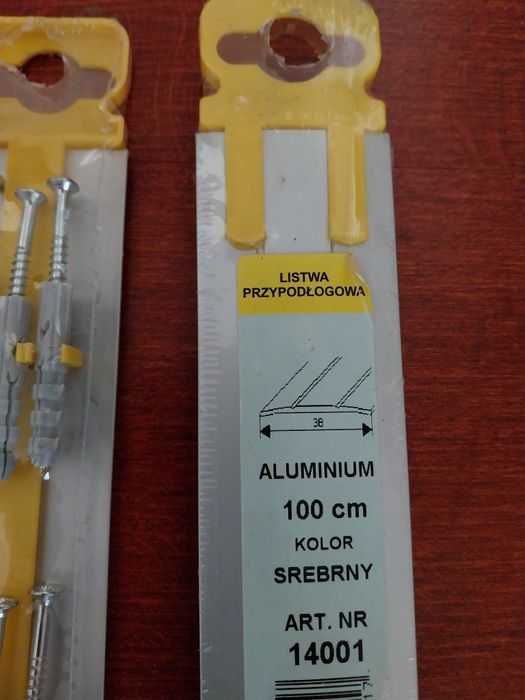 LISTWA
PRZYPODŁOGOWA
38
ALUMINIUM
100 cm
KOLOR
SREBRNY
ART. NR
14001